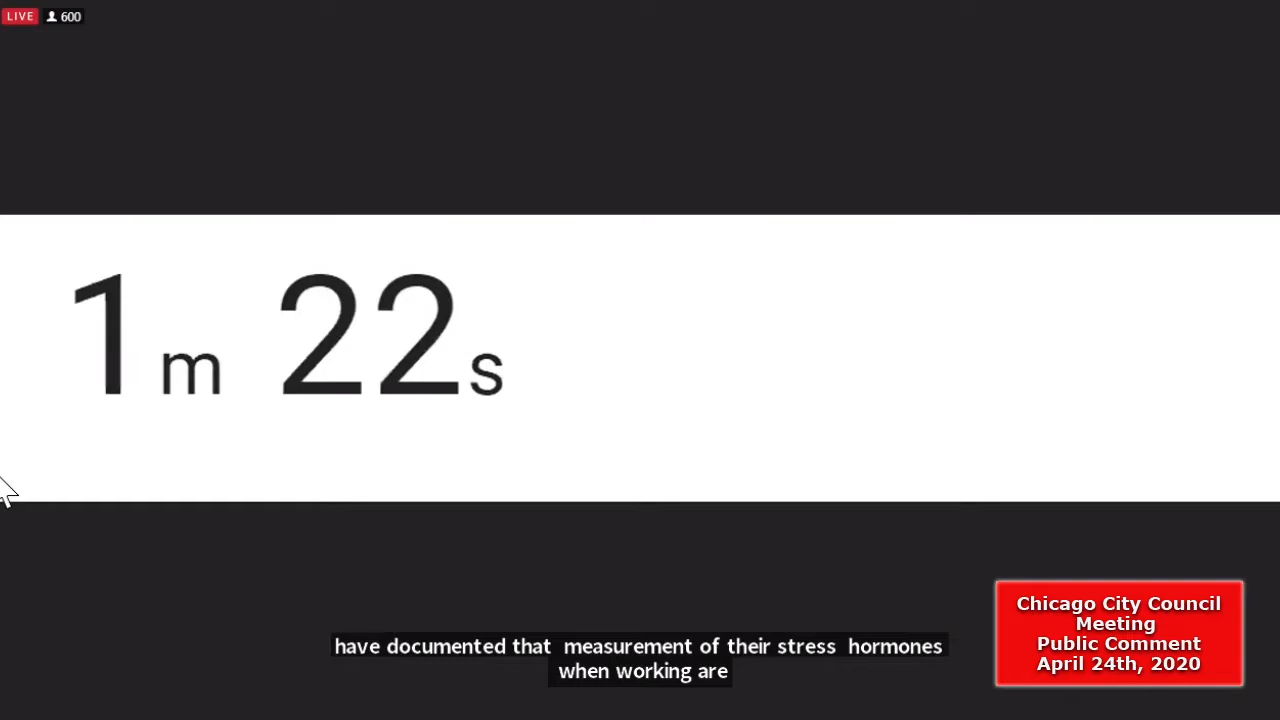 LIVE 600
1m 22s
have documented that measurement of their stress hormones
when working are
Chicago City Council
Meeting
Public Comment
April 24th, 2020